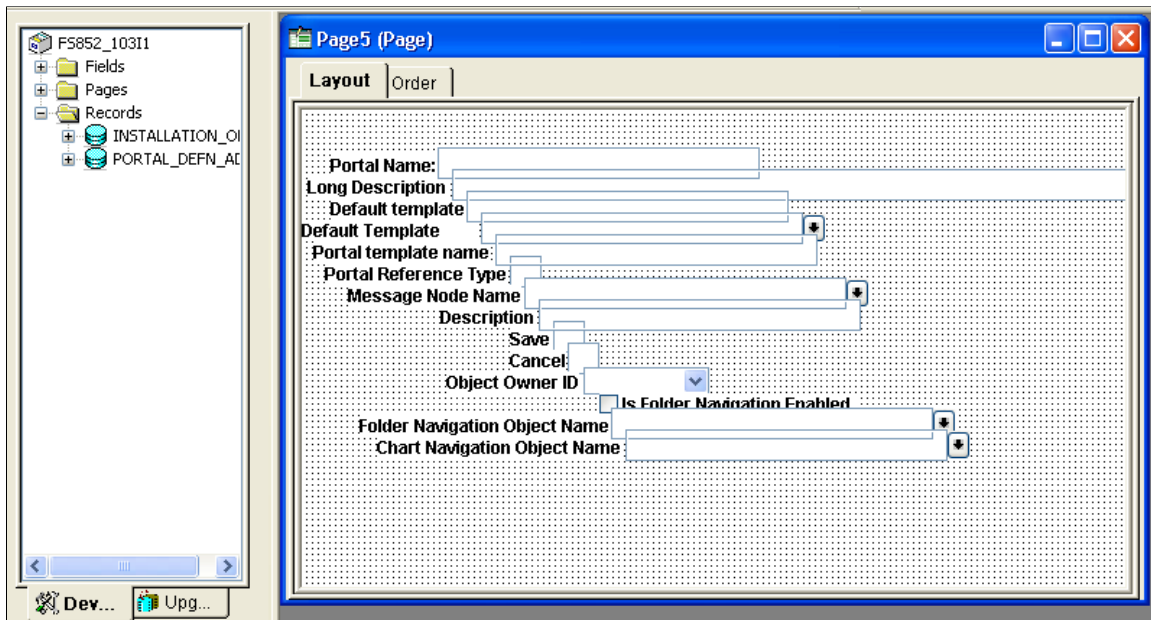 FS852_103I1
Fields
Pages
Records
INSTALLATION_O
PORTAL_DEFN_AD
Dev...
Upg...
Page5 (Page)
Layout
Order
Portal Name:
Long Description :
Default template
Default Template :
Portal template name:
Portal Reference Type:
Message Node Name
Description :
Save
Cancel:
Object Owner ID
Is Folder Navigation Enabled
Folder Navigation Object Name
Chart Navigation Object Name :